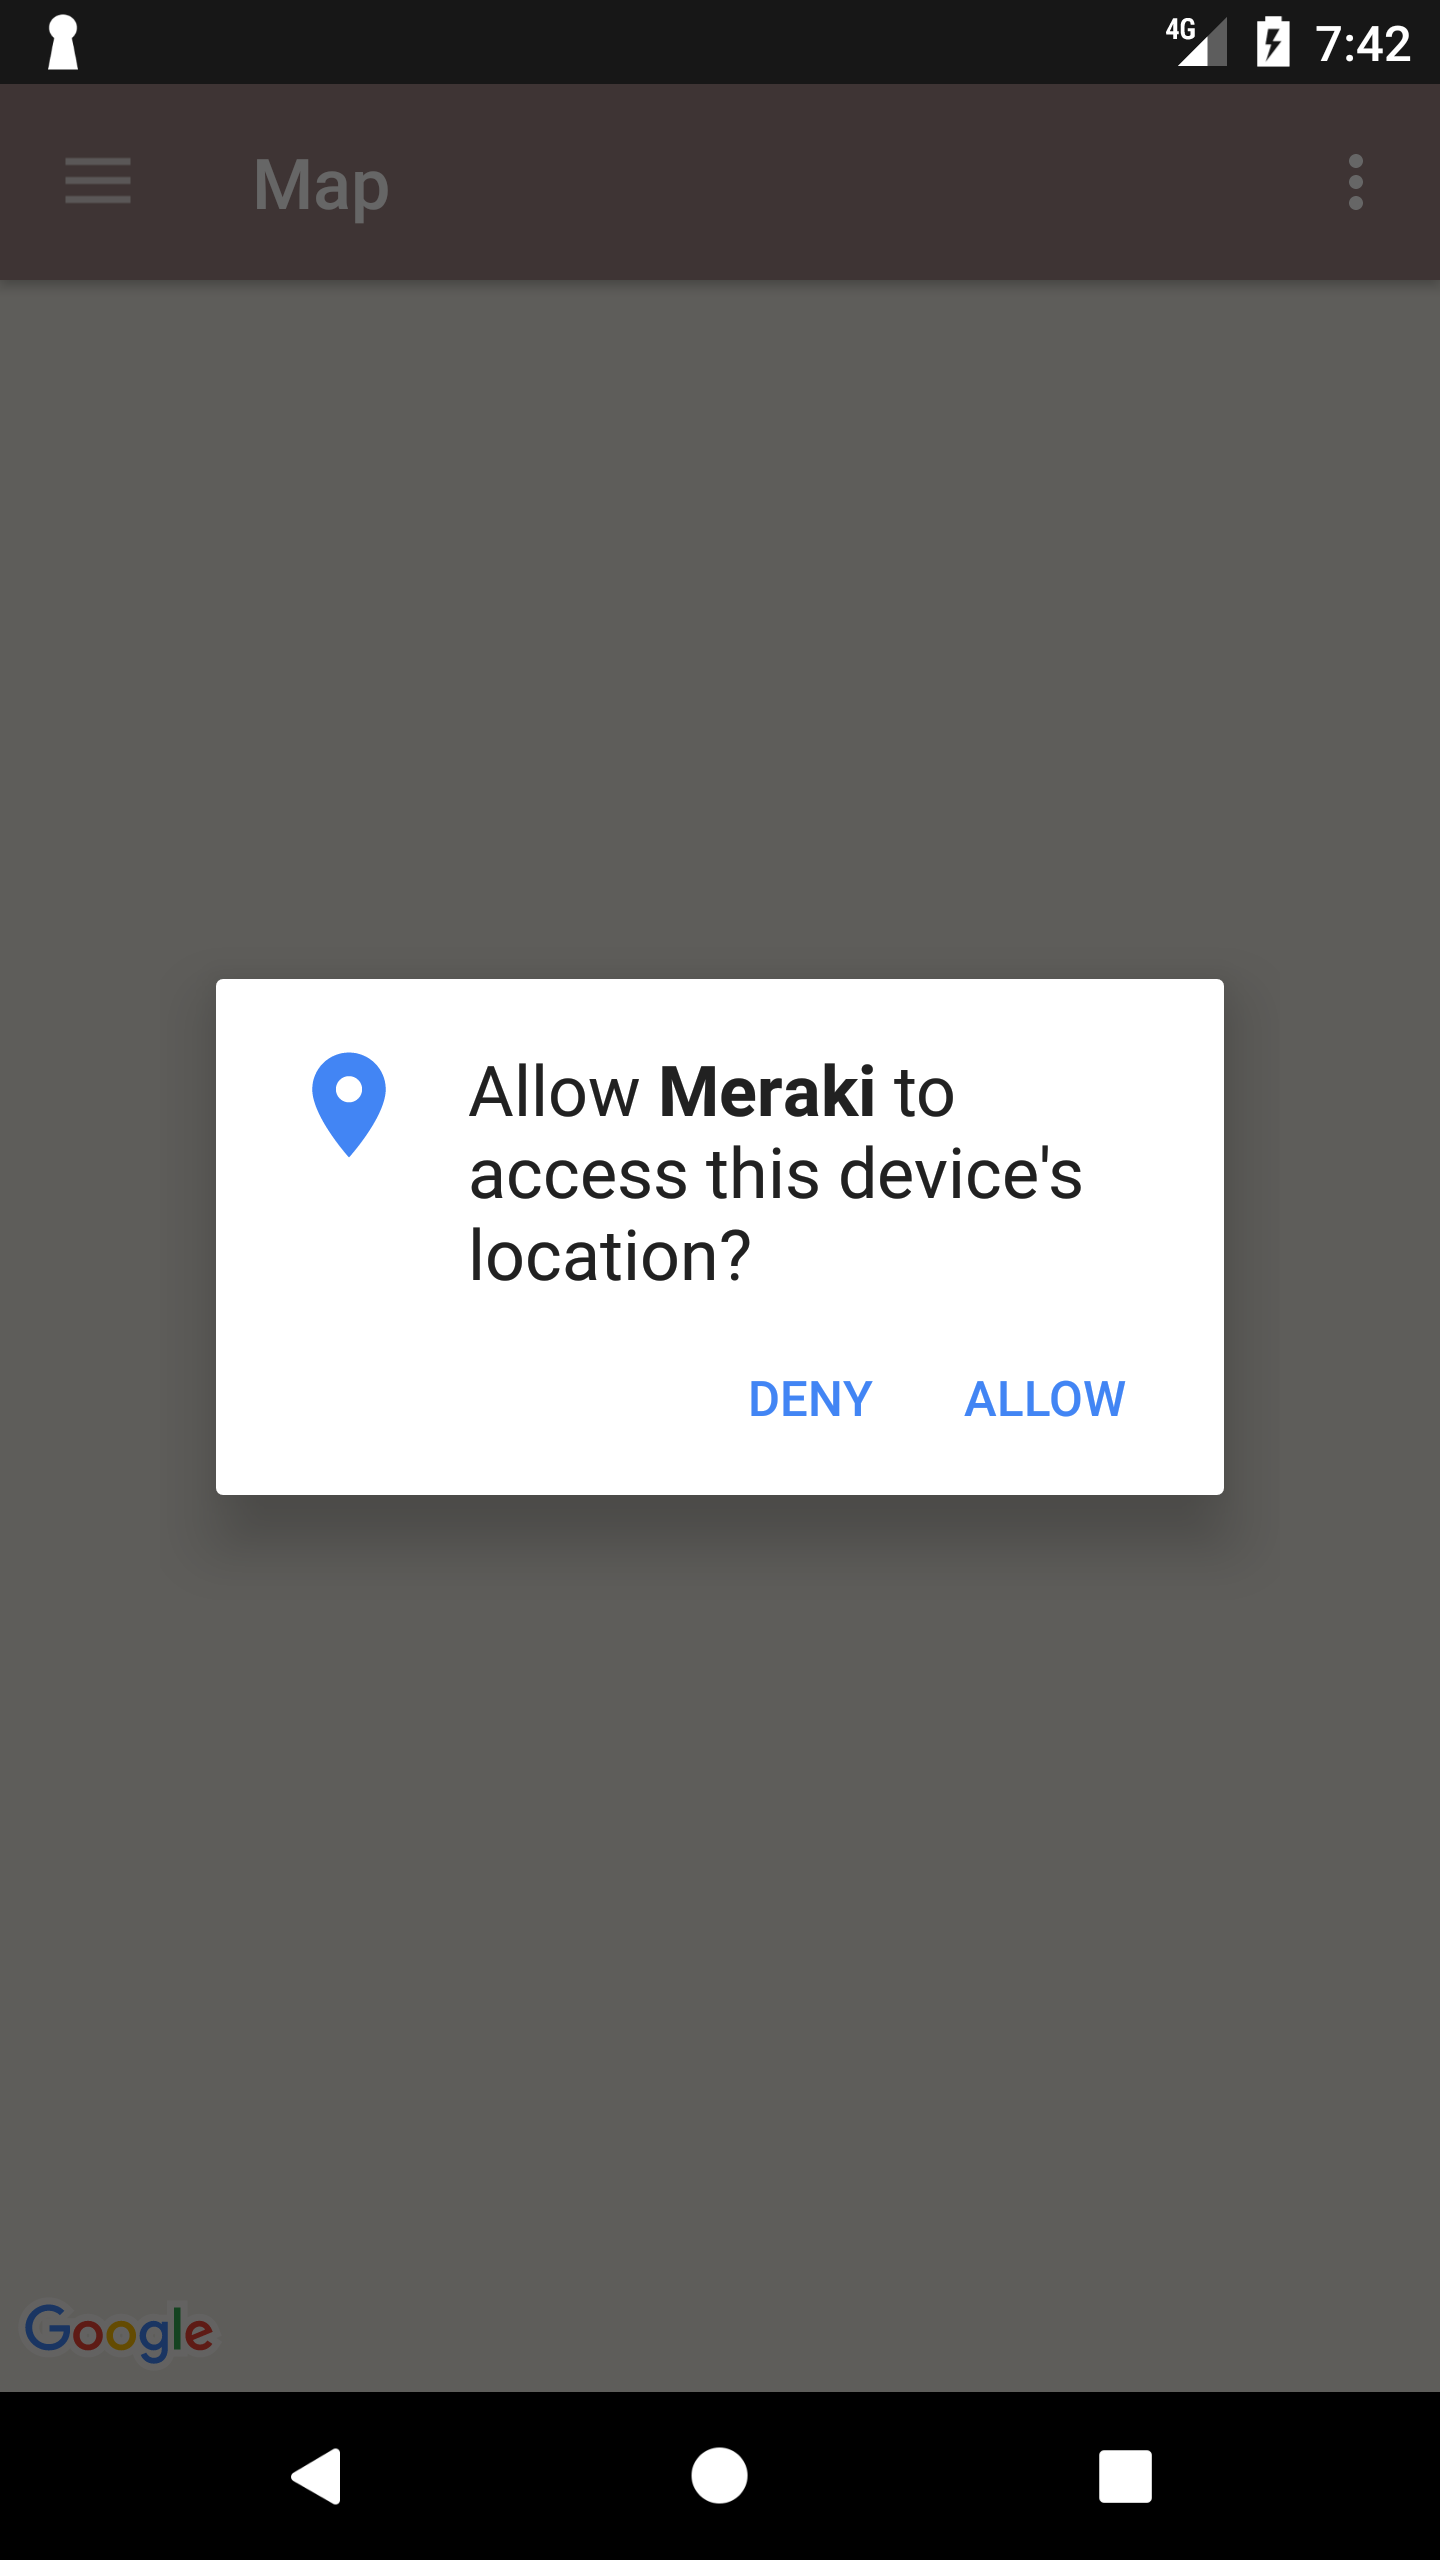 4G 7:42
Map
Allow Meraki to
access this device's
location?
DENY ALLOW
Google